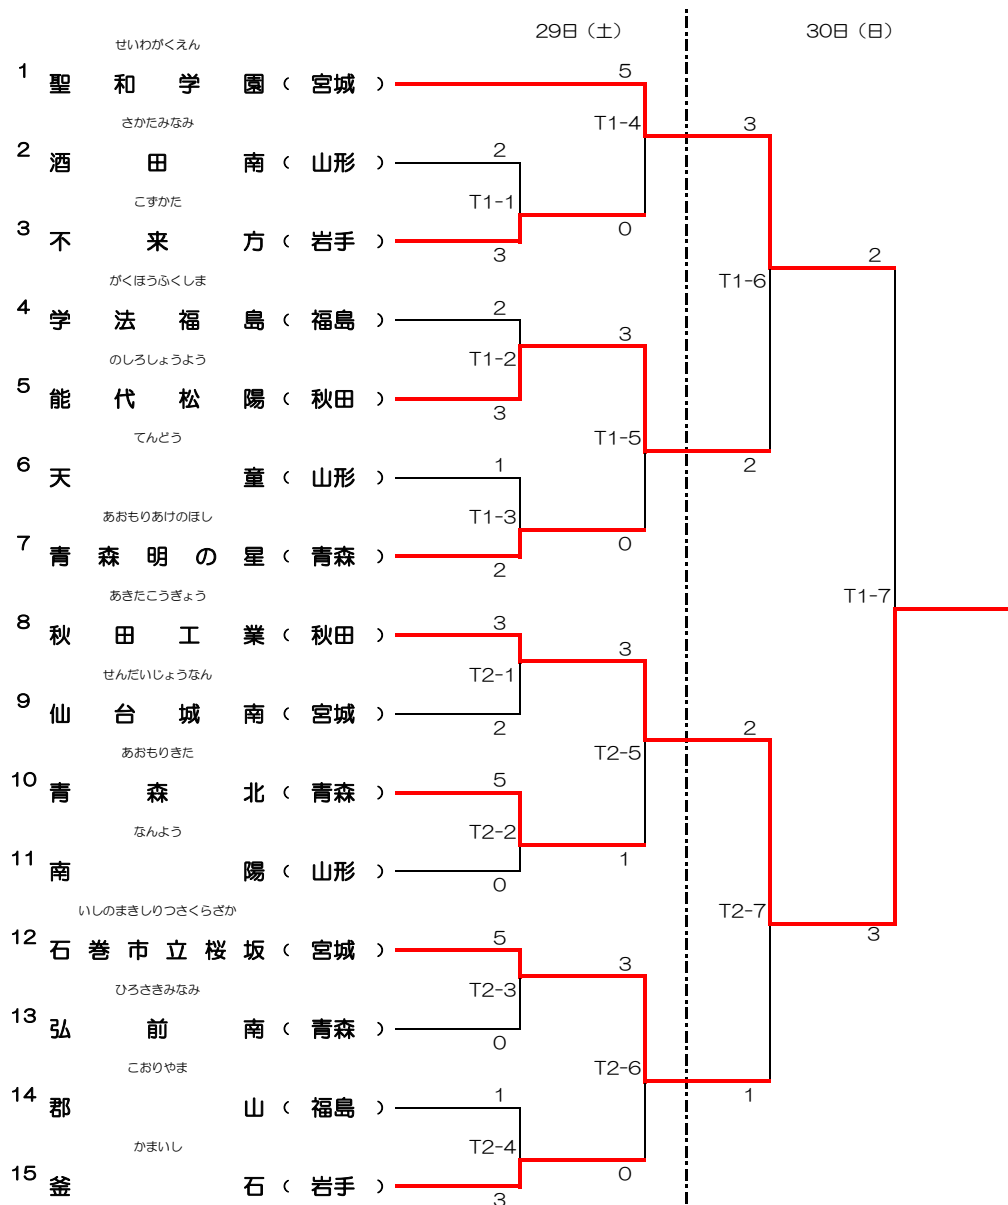 29日（土）
30日（日）
せいわがくえん
1 聖和学園（宮城）
5
T1-4
3
さかたみなみ
2 酒田南（山形）
2
T1-1
こずかた
3 不来方（岩手）
3
0
2
がくほうふくしま
T1-6
4 学法福島（福島）
2
3
T1-2
のしろしょうよう
5 能代松陽（秋田）
3
T1-5
てんどう
6 天童（山形）
1
2
T1-3
あおもりあけのほし
7 青森明の星（青森）
2
0
あきたこうぎょう
T1-7
8 秋田工業（秋田）
3
3
T2-1
せんだいじょうなん
9 仙台城南（宮城）
2
2
あおもりきた
T2-5
10 青森北（青森）
5
T2-2
なんよう
11 南陽（山形）
0
1
いしのまきしりつさくらざか
T2-7
12 石巻市立桜坂（宮城）
5
3
3
T2-3
ひろさきみなみ
13 弘前南（青森）
0
こおりやま
T2-6
14 郡山（福島）
1
1
T2-4
かまいし
15 釜石（岩手）
3
0